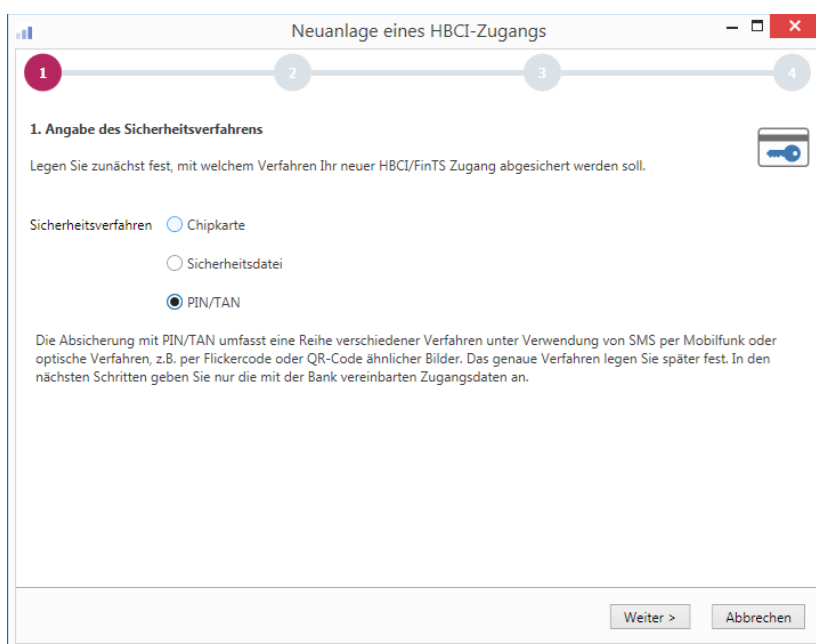 Neuanlage eines HBCI-Zugangs
1 2 3 4
1. Angabe des Sicherheitsverfahrens
Legen Sie zunächst fest, mit welchem Verfahren Ihr neuer HBCI/FinTS Zugang abgesichert werden soll.
Sicherheitsverfahren Chipkarte
Sicherheitsdatei
PIN/TAN
Die Absicherung mit PIN/TAN umfasst eine Reihe verschiedener Verfahren unter Verwendung von SMS per Mobilfunk oder
optische Verfahren, z.B. per Flickercode oder QR-Code ähnlicher Bilder. Das genaue Verfahren legen Sie später fest. In den
nächsten Schritten geben Sie nur die mit der Bank vereinbarten Zugangsdaten an.
Weiter > Abbrechen